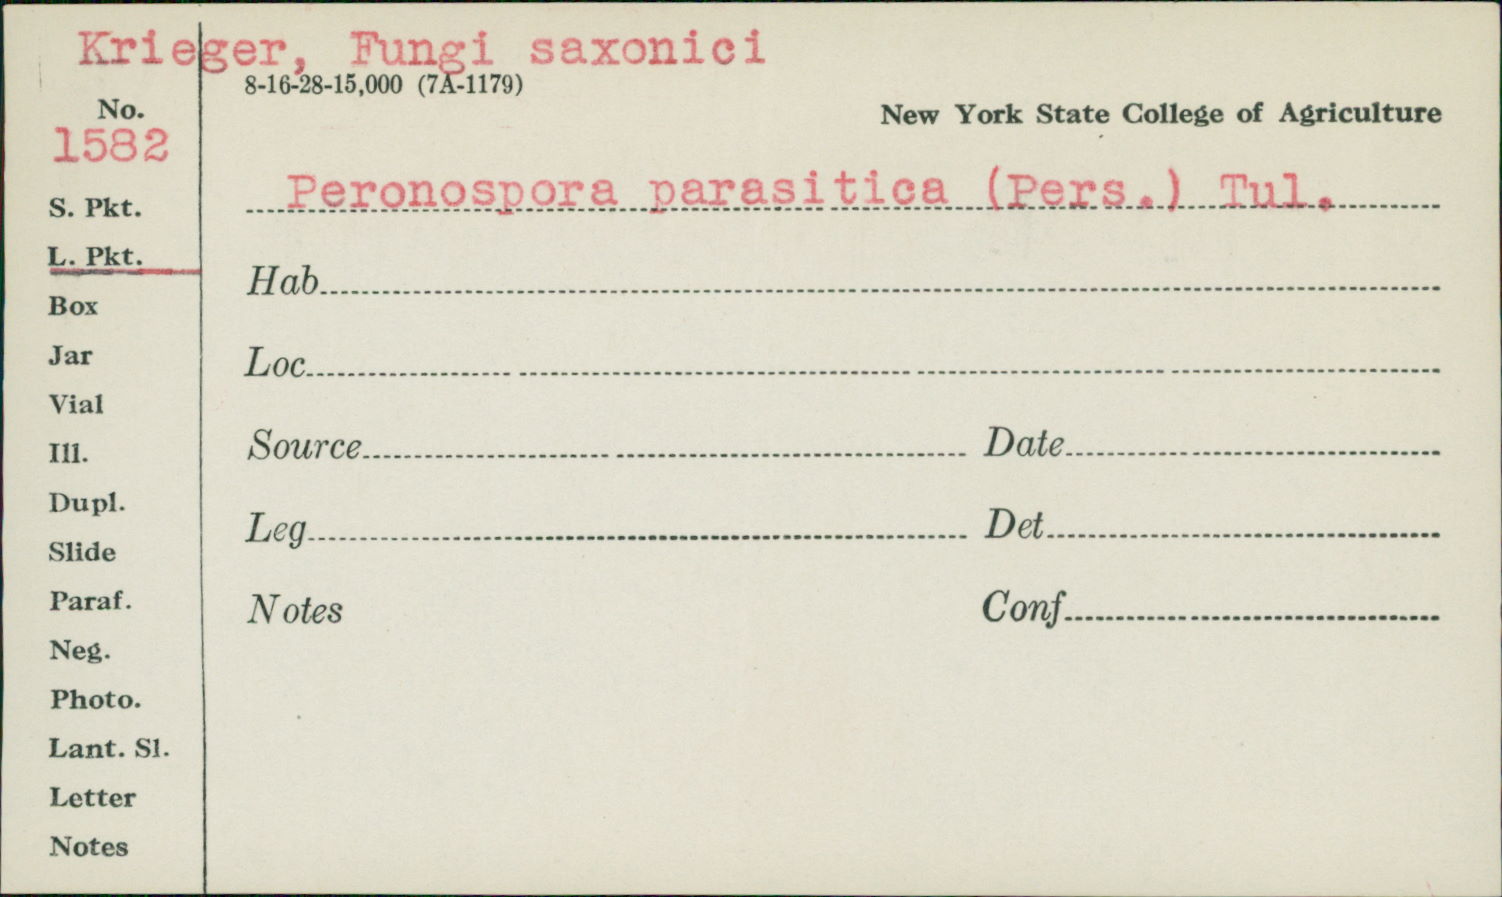 Krieger, Fungi saxonici
8-16-28-15,000 (7A-1179)
No.
New York State College of Agriculture
1582
Peronospora parasitica (Pers.) Tul.
S. Pkt.
L. Pkt.
Box
Jar
Vial
Ill.
Dupl.
Slide
Paraf.
Neg.
Photo.
Lant. Sl.
Letter
Notes
Hab
Loc
Source Date
Leg Det
Notes Conf